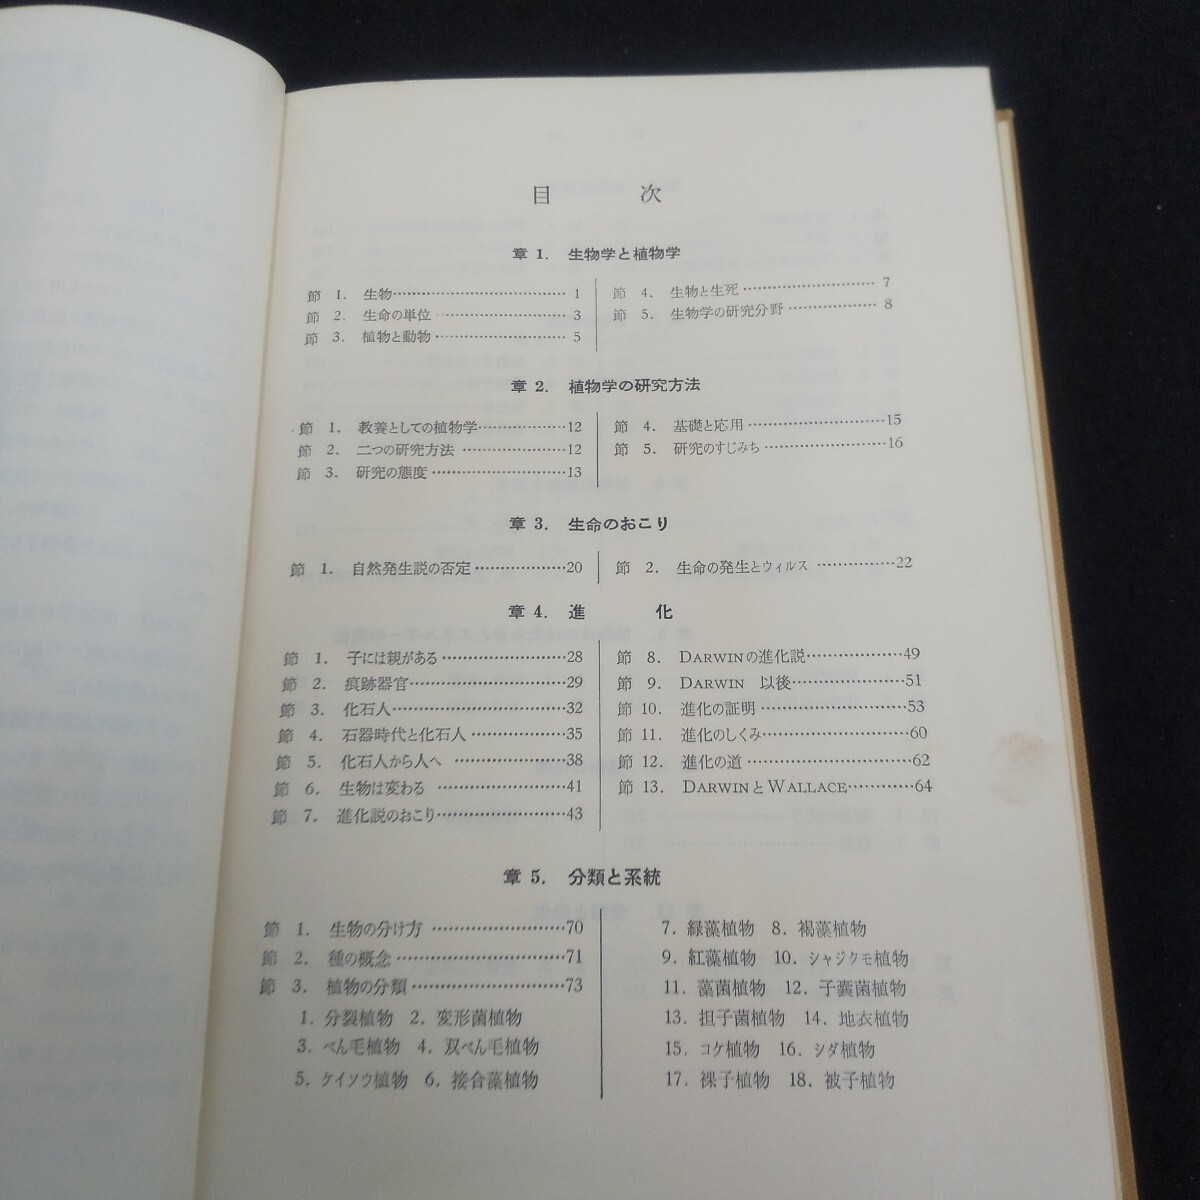 目次
章 1. 生物学と植物学
節 1. 生物 1
節 2. 生命の単位 3
節 3. 植物と動物 5
節 4. 生物と生死 7
節 5. 生物学の研究分野 8
章 2. 植物学の研究方法
節 1. 教養としての植物学 12
節 2. 二つの研究方法 12
節 3. 研究の態度 13
節 4. 基礎と応用 15
節 5. 研究のすじみち 16
章 3. 生命のおこり
節 1. 自然発生説の否定 20
節 2. 生命の発生とウィルス 22
章 4. 進化
節 1. 子には親がある 28
節 2. 痕跡器官 29
節 3. 化石人 32
節 4. 石器時代と化石人 35
節 5. 化石人から人へ 38
節 6. 生物は変わる 41
節 7. 進化説のおこり 43
節 8. DARWINの進化説 49
節 9. DARWIN 以後 51
節 10. 進化の証明 53
節 11. 進化のしくみ 60
節 12. 進化の道 62
節 13. DARWINとWALLACE 64
章 5. 分類と系統
節 1. 生物の分け方 70
節 2. 種の概念 71
節 3. 植物の分類 73
1. 分裂植物 2. 変形菌植物
3. べん毛植物 4. 双べん毛植物
5. ケイソウ植物 6. 接合藻植物
7. 緑藻植物 8. 褐藻植物
9. 紅藻植物 10. シャジクモ植物
11. 藻菌植物 12. 子嚢菌植物
13. 担子菌植物 14. 地衣植物
15. コケ植物 16. シダ植物
17. 裸子植物 18. 被子植物